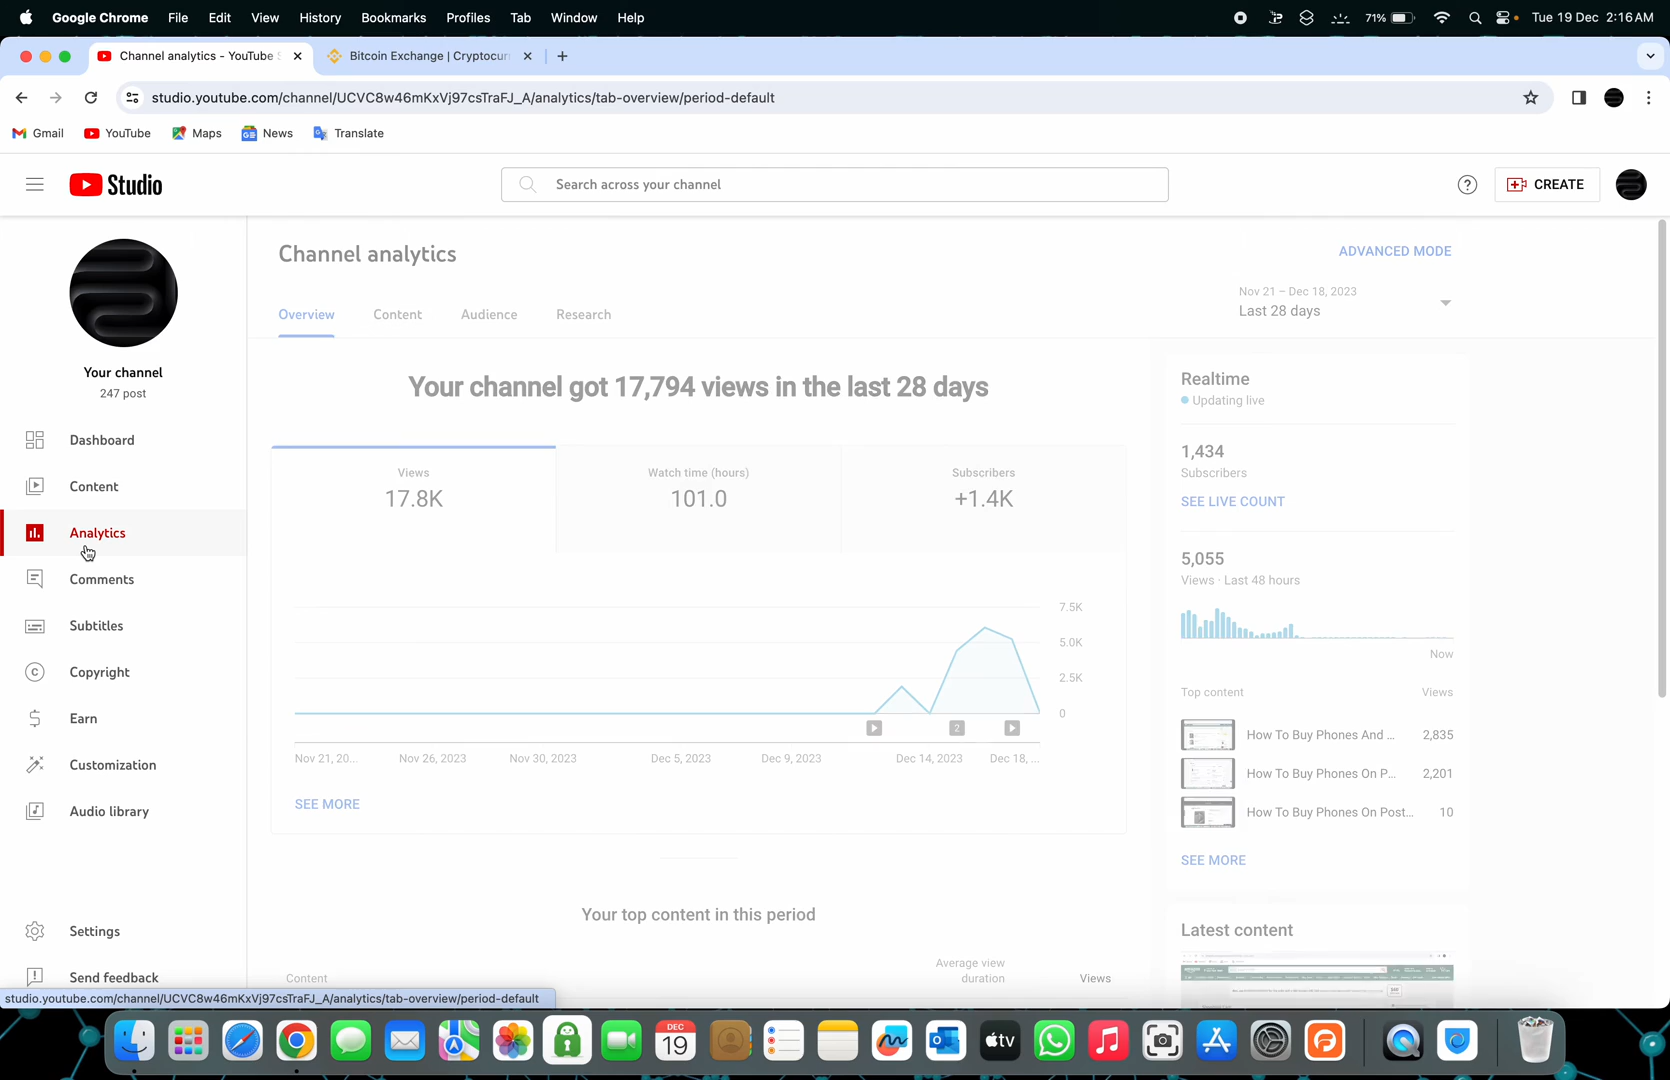 Google Chrome File Edit View History Bookmarks Profiles Tab Window Help 71% Tue 19 Dec 2:16 AM
Channel analytics - YouTube Bitcoin Exchange | Cryptocur
studio.youtube.com/channel/UCVC8w46mKxVj97csTraFJ_A/analytics/tab-overview/period-default
Gmail YouTube Maps News Translate
Studio Search across your channel CREATE
Your channel
247 post
Dashboard
Content
Analytics
Comments
Subtitles
Copyright
Earn
Customization
Audio library
Settings
Send feedback
Channel analytics ADVANCED MODE
Overview Content Audience Research
Nov 21 – Dec 18, 2023
Last 28 days
Your channel got 17,794 views in the last 28 days
Views Watch time (hours) Subscribers
17.8K 101.0 +1.4K
7.5K
5.0K
2.5K
0
2
Nov 21, 20... Nov 26, 2023 Nov 30, 2023 Dec 5, 2023 Dec 9, 2023 Dec 14, 2023 Dec 18, ...
SEE MORE
Your top content in this period
Content Average view duration Views
Realtime
Updating live
1,434
Subscribers
SEE LIVE COUNT
5,055
Views · Last 48 hours
Now
Top content Views
How To Buy Phones And ... 2,835
How To Buy Phones On P... 2,201
How To Buy Phones On Post... 10
SEE MORE
Latest content
studio.youtube.com/channel/UCVC8w46mKxVj97csTraFJ_A/analytics/tab-overview/period-default
DEC
19
tv